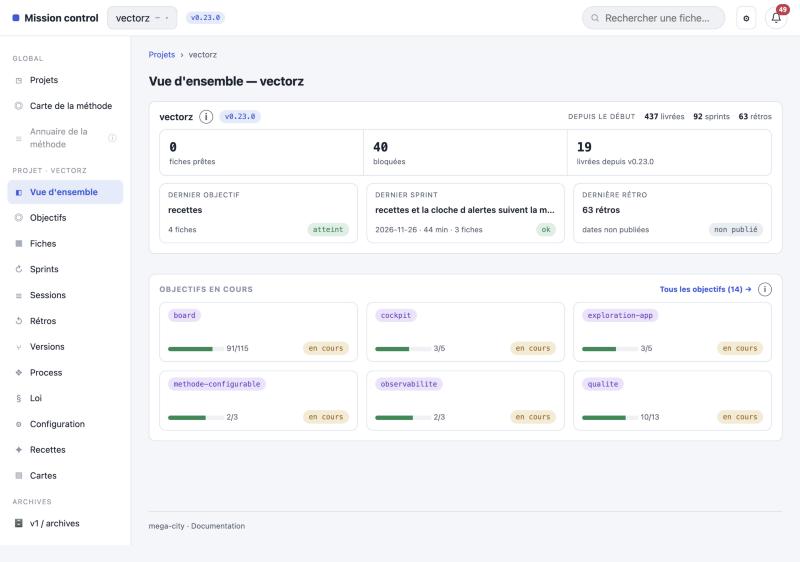 Mission control
vectorz
v0.23.0
Rechercher une fiche...
49
GLOBAL
Projets
Carte de la méthode
Annuaire de la
méthode
PROJET · VECTORZ
Vue d'ensemble
Objectifs
Fiches
Sprints
Sessions
Rétros
Versions
Process
§ Loi
Configuration
Recettes
Cartes
ARCHIVES
v1 / archives
Projets › vectorz
Vue d'ensemble — vectorz
vectorz i v0.23.0
DEPUIS LE DÉBUT 437 livrées 92 sprints 63 rétros
0
fiches prêtes
40
bloquées
19
livrées depuis v0.23.0
DERNIER OBJECTIF
recettes
4 fiches atteint
DERNIER SPRINT
recettes et la cloche d alertes suivent la m...
2026-11-26 · 44 min · 3 fiches ok
DERNIÈRE RÉTRO
63 rétros
dates non publiées non publié
OBJECTIFS EN COURS
Tous les objectifs (14) → i
board
91/115 en cours
cockpit
3/5 en cours
exploration-app
3/5 en cours
methode-configurable
2/3 en cours
observabilite
2/3 en cours
qualite
10/13 en cours
mega-city · Documentation